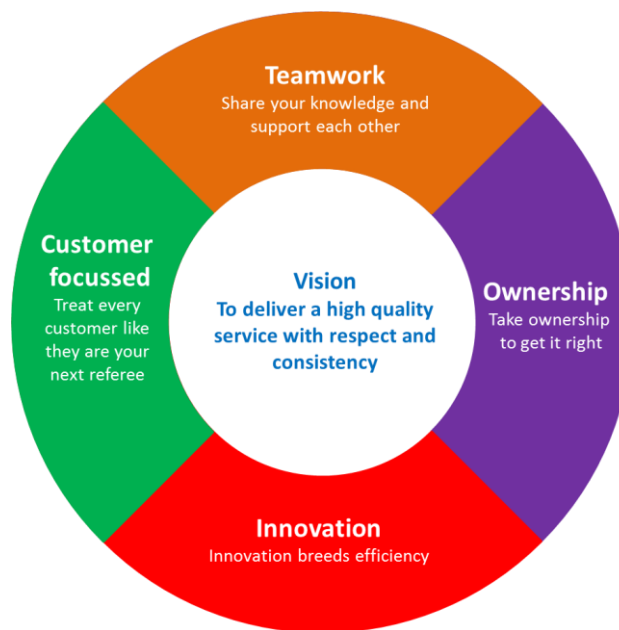 Teamwork
Share your knowledge and
support each other
Customer
focussed
Treat every
customer like
they are your
next referee
Vision
To deliver a high quality
service with respect and
consistency
Ownership
Take ownership
to get it right
Innovation
Innovation breeds efficiency